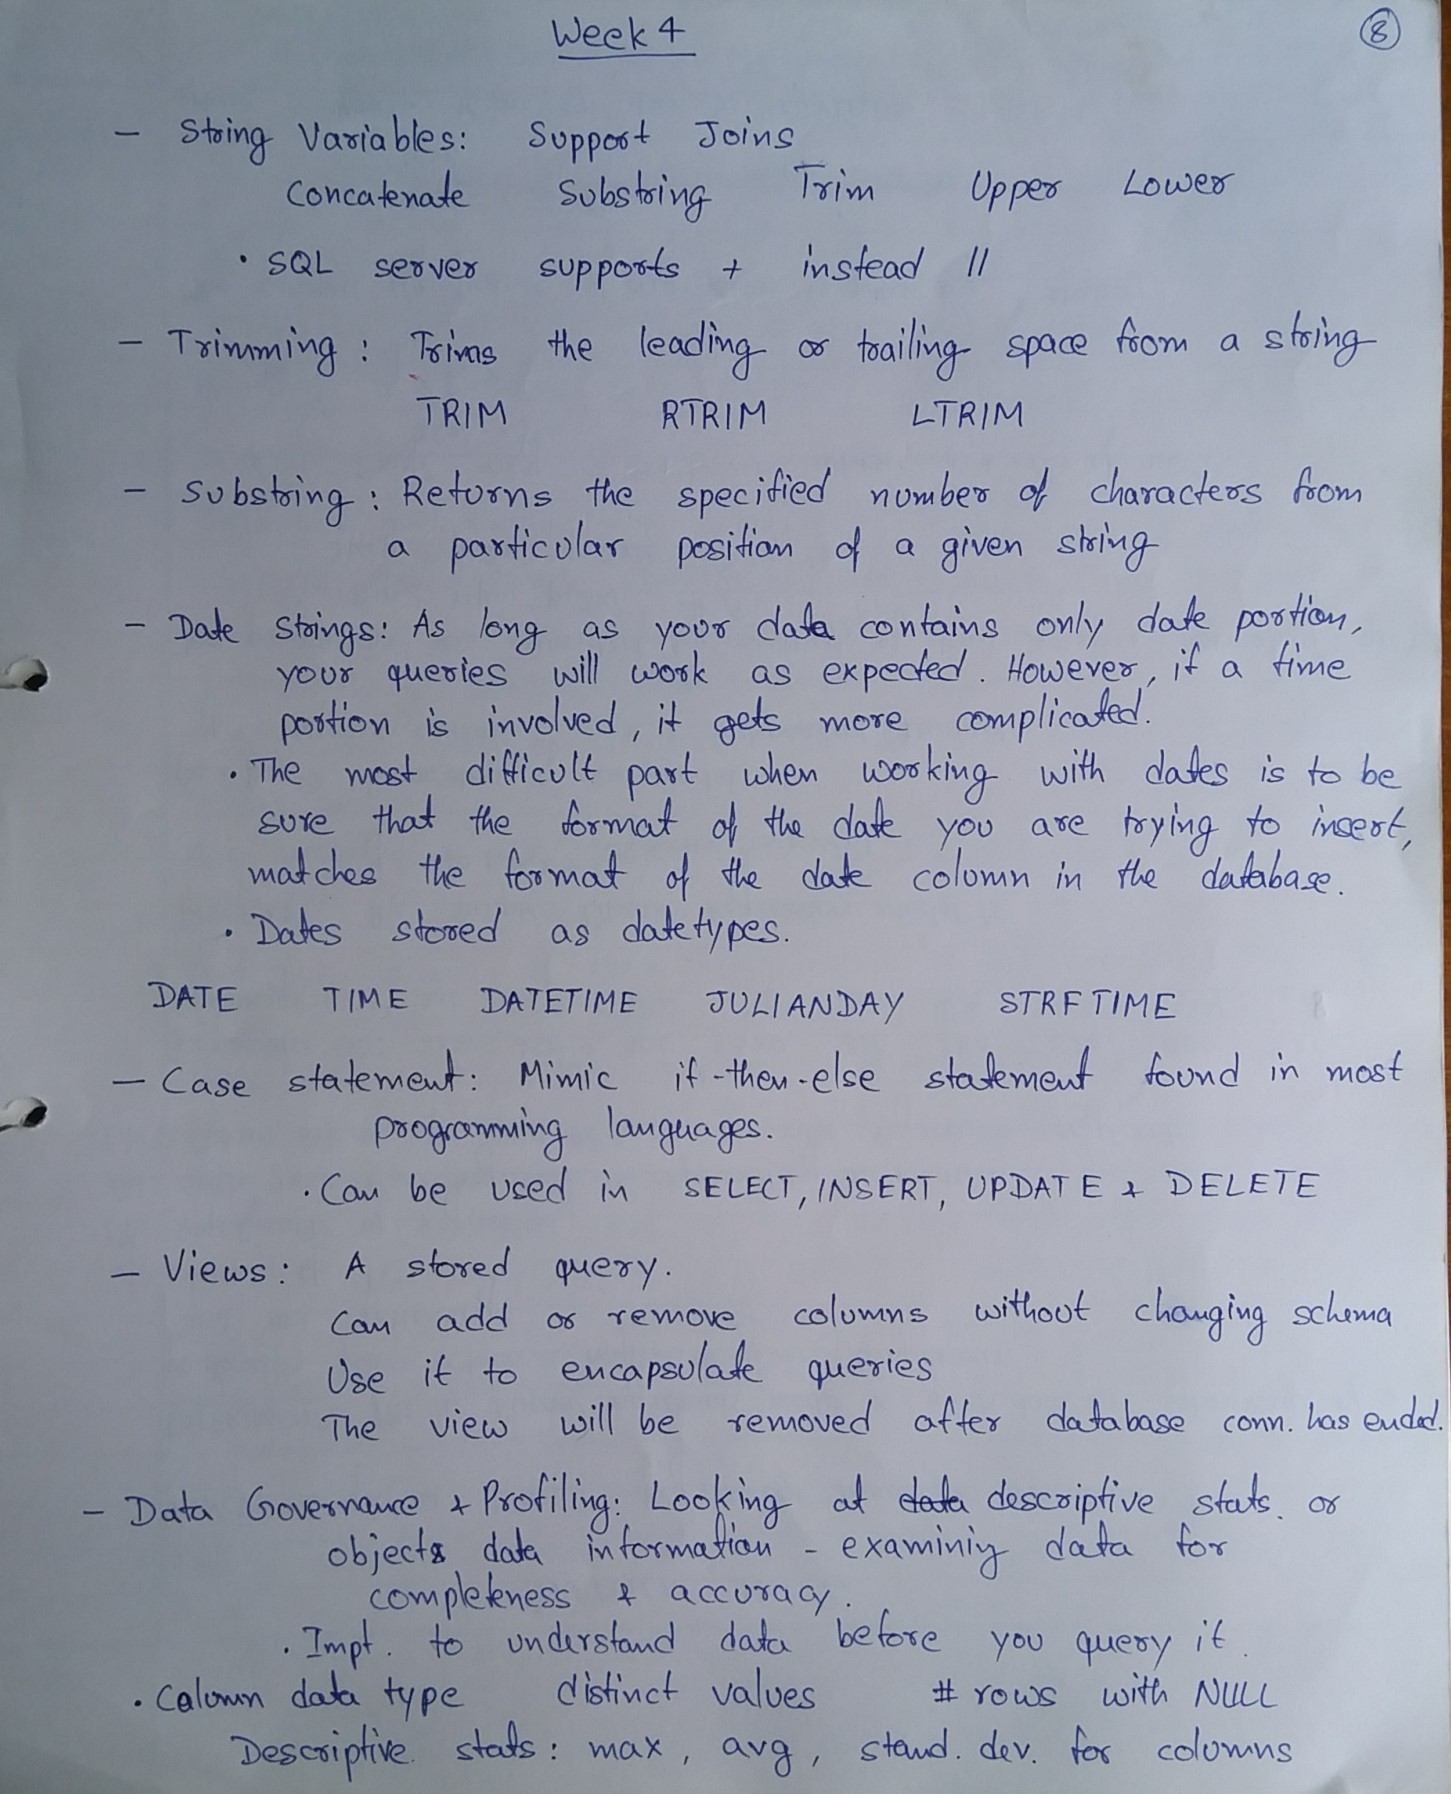 Week 4
8
- String Variables: Support Joins
Concatenate Substring Trim Upper Lower
• SQL server supports + instead ||
- Trimming: Trims the leading or trailing space from a string
TRIM RTRIM LTRIM
- Substring: Returns the specified number of characters from
a particular position of a given string
- Date Strings: As long as your data contains only date portion,
your queries will work as expected. However, if a time
portion is involved, it gets more complicated.
• The most difficult part when working with dates is to be
sure that the format of the date you are trying to insert,
matches the format of the date column in the database.
• Dates stored as datetypes.
DATE TIME DATETIME JULIANDAY STRFTIME
- Case statement: Mimic if-then-else statement found in most
programming languages.
• Can be used in SELECT, INSERT, UPDATE & DELETE
- Views: A stored query.
Can add or remove columns without changing schema
Use it to encapsulate queries
The view will be removed after database conn. has ended.
- Data Governance & Profiling: Looking at data descriptive stats. or
objects data information - examining data for
completeness & accuracy.
• Impt. to understand data before you query it.
• Column data type distinct values # rows with NULL
Descriptive stats: max, avg, stand. dev. for columns